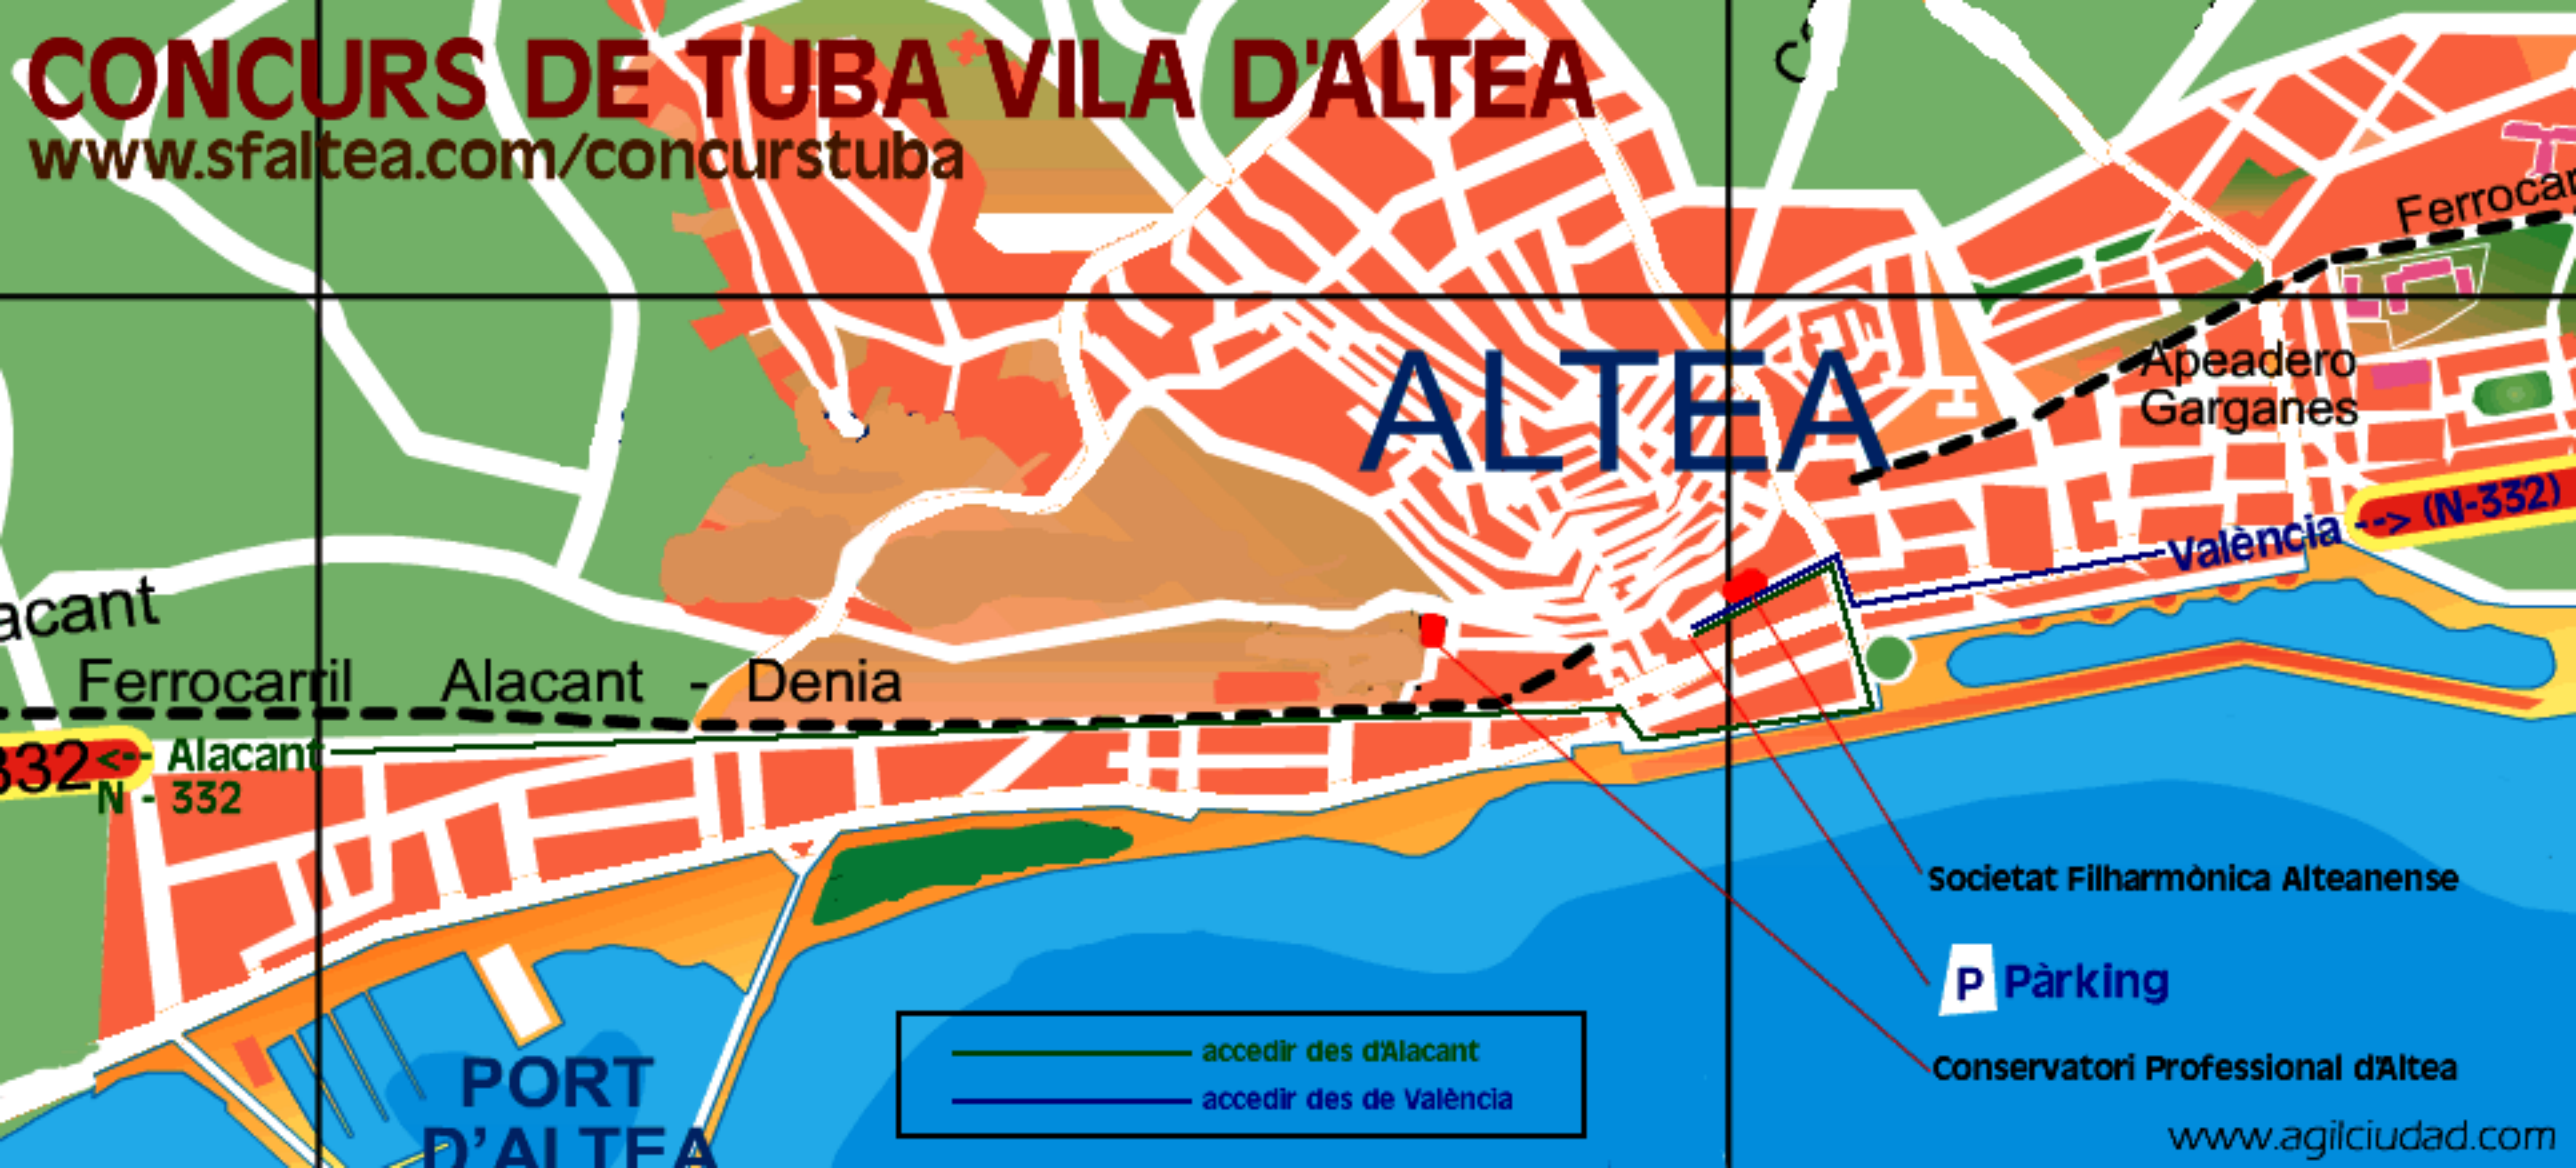 CONCURS DE TUBA VILA D'ALTEA
www.sfaltea.com/concurstuba
Ferrocar
ALTEA
Apeadero
Garganes
València --> (N-332)
acant
Ferrocarril Alacant - Denia
332 <-- Alacant
N - 332
Societat Filharmònica Alteanense
P Pàrking
Conservatori Professional d'Altea
PORT
D'ALTEA
accedir des d'Alacant
accedir des de València
www.agilciudad.com